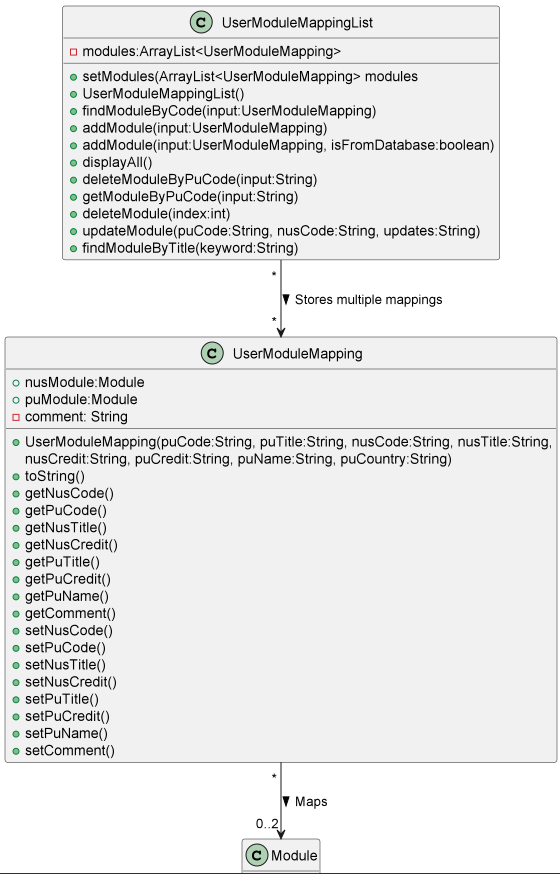 C UserModuleMappingList
modules:ArrayList<UserModuleMapping>
setModules(ArrayList<UserModuleMapping> modules
UserModuleMappingList()
findModuleByCode(input:UserModuleMapping)
addModule(input:UserModuleMapping)
addModule(input:UserModuleMapping, isFromDatabase:boolean)
displayAll()
deleteModuleByPuCode(input:String)
getModuleByPuCode(input:String)
deleteModule(index:int)
updateModule(puCode:String, nusCode:String, updates:String)
findModuleByTitle(keyword:String)
*
Stores multiple mappings
*
C UserModuleMapping
nusModule:Module
puModule:Module
comment: String
UserModuleMapping(puCode:String, puTitle:String, nusCode:String, nusTitle:String,
nusCredit:String, puCredit:String, puName:String, puCountry:String)
toString()
getNusCode()
getPuCode()
getNusTitle()
getNusCredit()
getPuTitle()
getPuCredit()
getPuName()
getComment()
setNusCode()
setPuCode()
setNusTitle()
setNusCredit()
setPuTitle()
setPuCredit()
setPuName()
setComment()
*
Maps
0..2
C Module